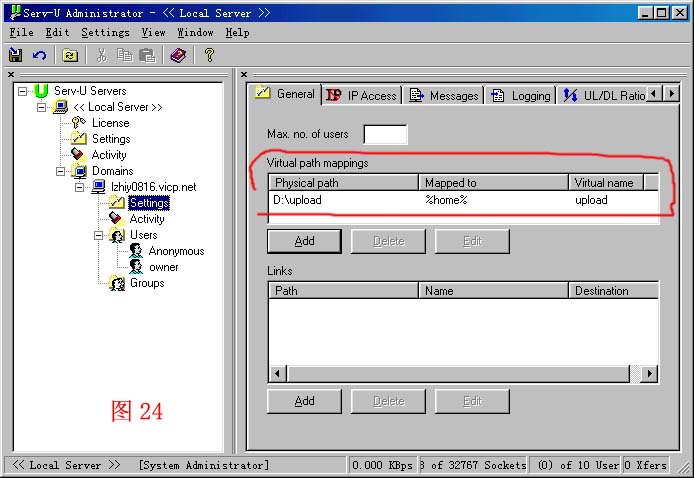 Serv-U Administrator - << Local Server >>
File Edit Settings View Window Help
Serv-U Servers
<< Local Server >>
License
Settings
Activity
Domains
lzhiy0816.vicp.net
Settings
Activity
Users
Anonymous
owner
Groups
图 24
General IP Access Messages Logging UL/DL Ratio
Max. no. of users
Virtual path mappings
Physical path Mapped to Virtual name
D:\upload %home% upload
Add Delete Edit
Links
Path Name Destination
Add Delete Edit
<< Local Server >> [System Administrator] 0.000 KBps of 32767 Sockets (0) of 10 User 0 Xfers